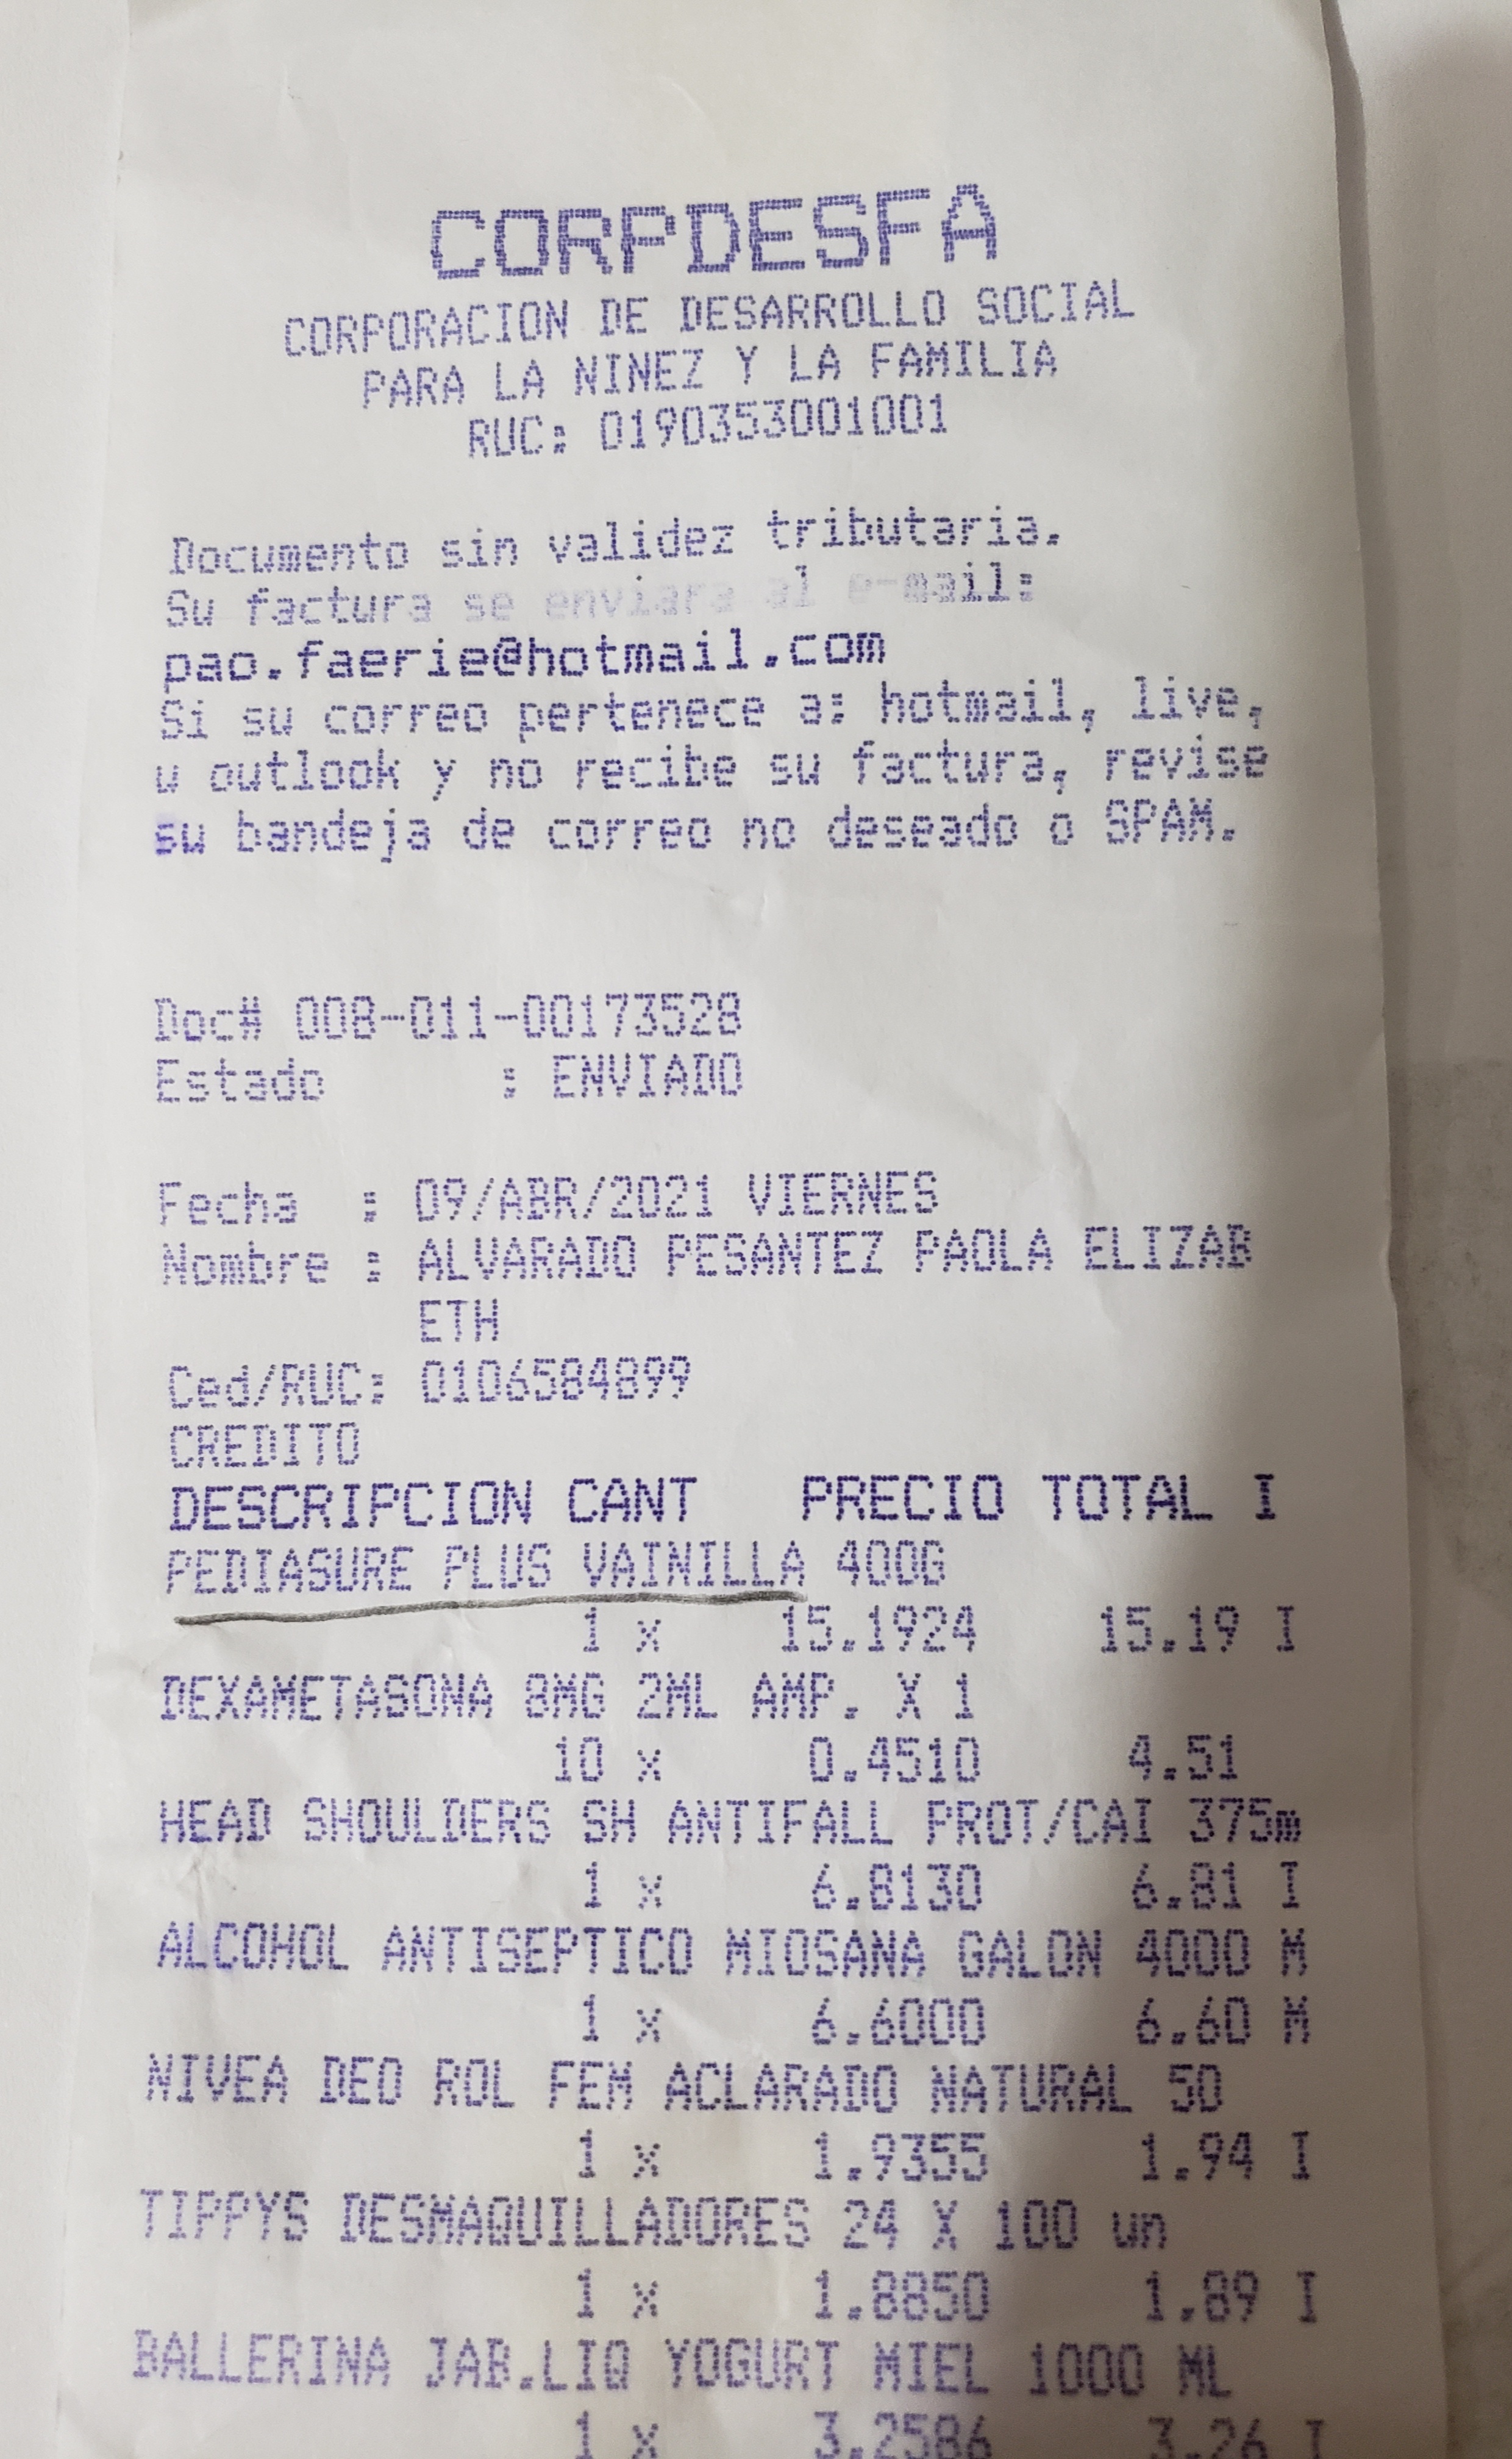 CORPDESFA
CORPORACION DE DESARROLLO SOCIAL
PARA LA NINEZ Y LA FAMILIA
RUC: 0190353001001
Documento sin validez tributaria.
Su factura se enviara al e-mail:
pao.faerie@hotmail.com
Si su correo pertenece a: hotmail, live,
u outlook y no recibe su factura, revise
su bandeja de correo no deseado o SPAM.
Doc# 008-011-00173528
Estado : ENVIADO
Fecha : 09/ABR/2021 VIERNES
Nombre : ALVARADO PESANTEZ PAOLA ELIZAB
ETH
Ced/RUC: 0106584899
CREDITO
DESCRIPCION CANT PRECIO TOTAL I
PEDIASURE PLUS VAINILLA 400G
1 x 15.1924 15.19 I
DEXAMETASONA 8MG 2ML AMP. X 1
10 x 0.4510 4.51
HEAD SHOULDERS SH ANTIFALL PROT/CAI 375m
1 x 6.8130 6.81 I
ALCOHOL ANTISEPTICO MIOSANA GALON 4000 M
1 x 6.6000 6.60 M
NIVEA DEO ROL FEM ACLARADO NATURAL 50
1 x 1.9355 1.94 I
TIPPYS DESMAQUILLADORES 24 X 100 un
1 x 1.8850 1.89 I
BALLERINA JAB.LIQ YOGURT MIEL 1000 ML
1 x 3.2586 3.26 I